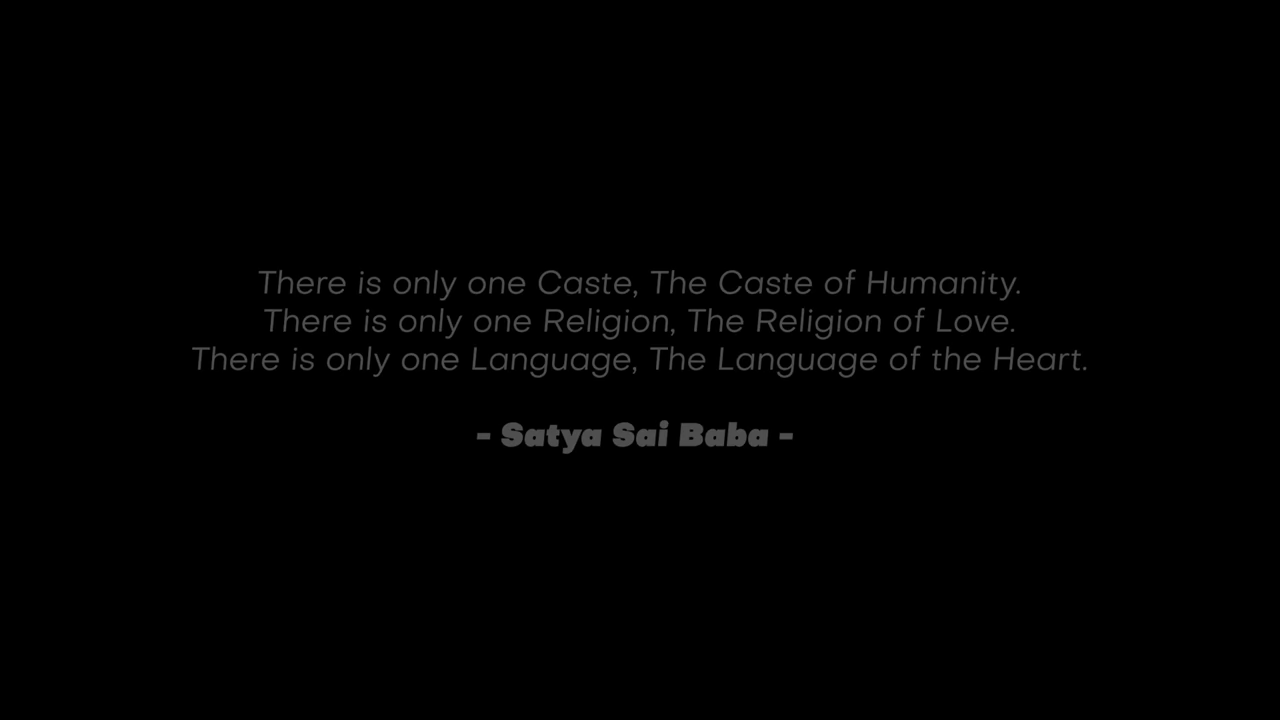 There is only one Caste, The Caste of Humanity.
There is only one Religion, The Religion of Love.
There is only one Language, The Language of the Heart.
- Satya Sai Baba -